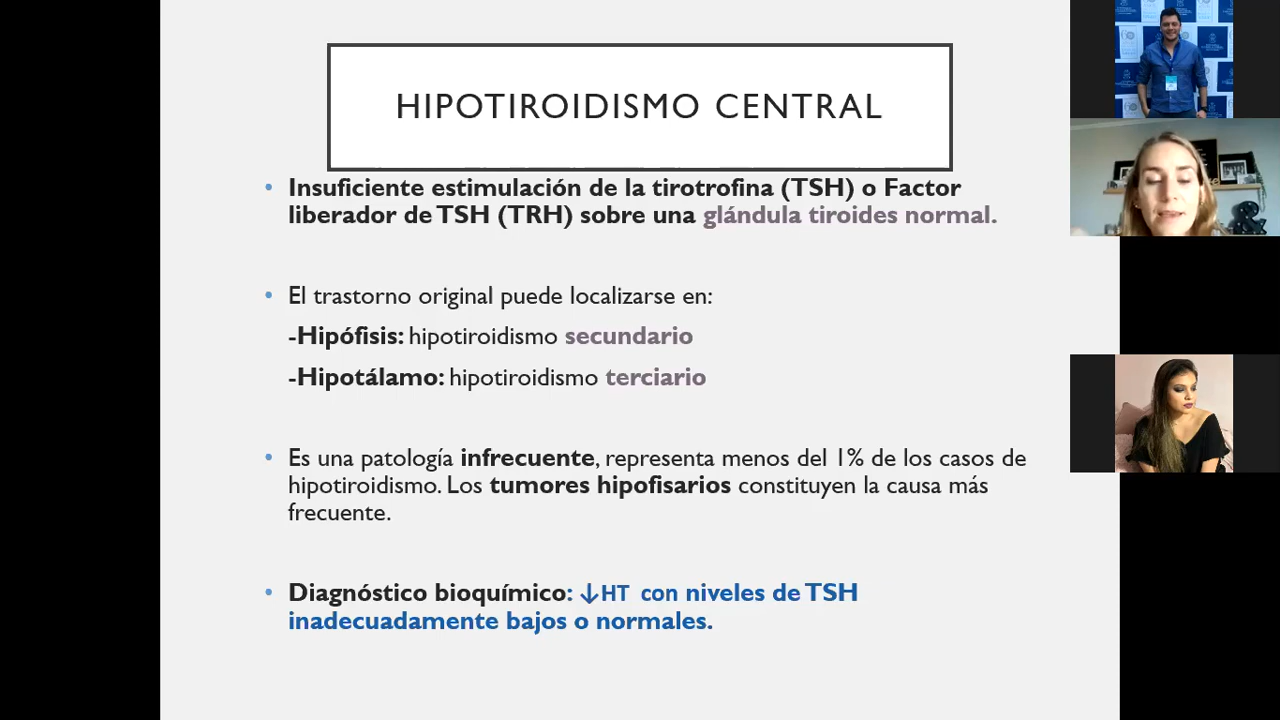 HIPOTIROIDISMO CENTRAL
• Insuficiente estimulación de la tirotrofina (TSH) o Factor
liberador de TSH (TRH) sobre una glándula tiroides normal.
• El trastorno original puede localizarse en:
-Hipófisis: hipotiroidismo secundario
-Hipotálamo: hipotiroidismo terciario
• Es una patología infrecuente, representa menos del 1% de los casos de
hipotiroidismo. Los tumores hipofisarios constituyen la causa más
frecuente.
• Diagnóstico bioquímico: ↓HT con niveles de TSH
inadecuadamente bajos o normales.